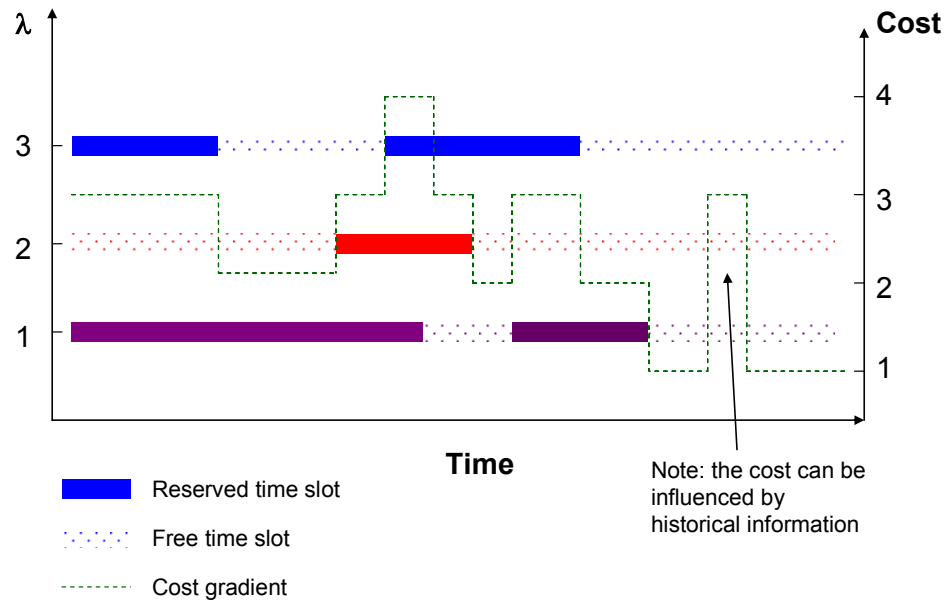 λ
Cost
4
3
3
2
2
1
1
Time
Note: the cost can be
influenced by
historical information
Reserved time slot
Free time slot
Cost gradient